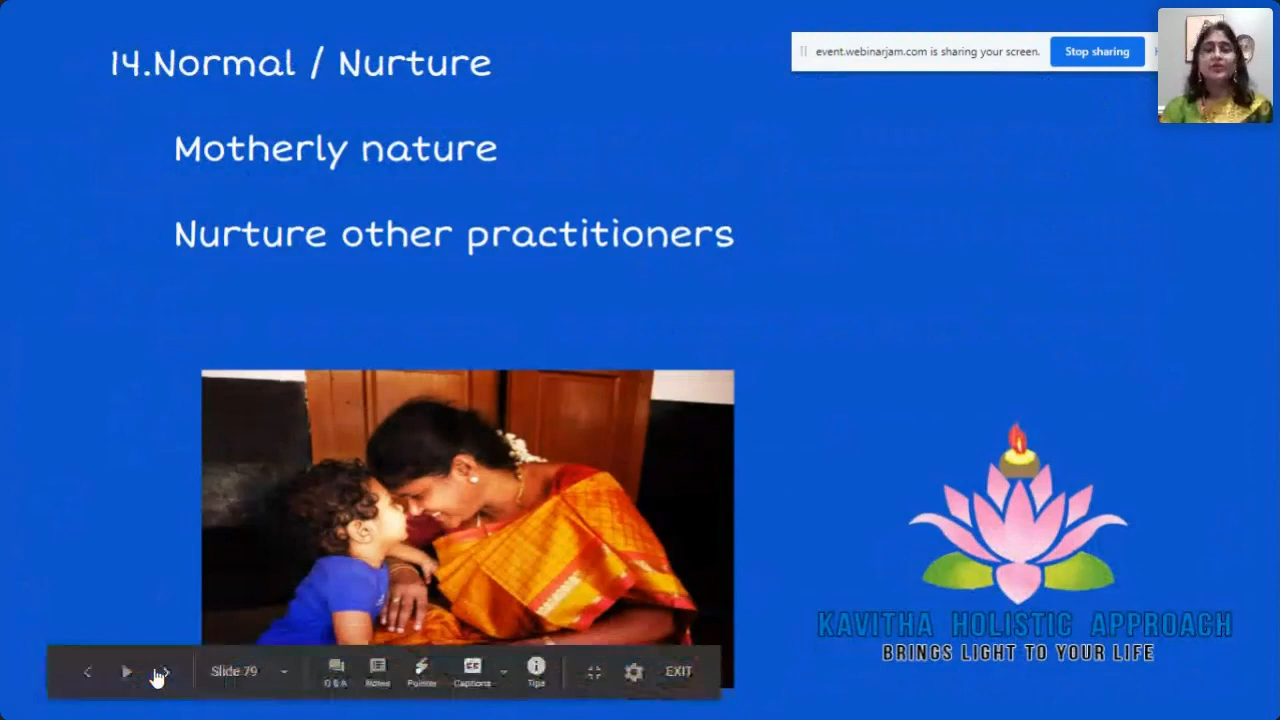 14.Normal / Nurture
event.webinarjam.com is sharing your screen.
Stop sharing
Motherly nature
Nurture other practitioners
KAVITHA HOLISTIC APPROACH
BRINGS LIGHT TO YOUR LIFE
Slide 79
Q & A
Notes
Pointer
Captions
Tips
EXIT